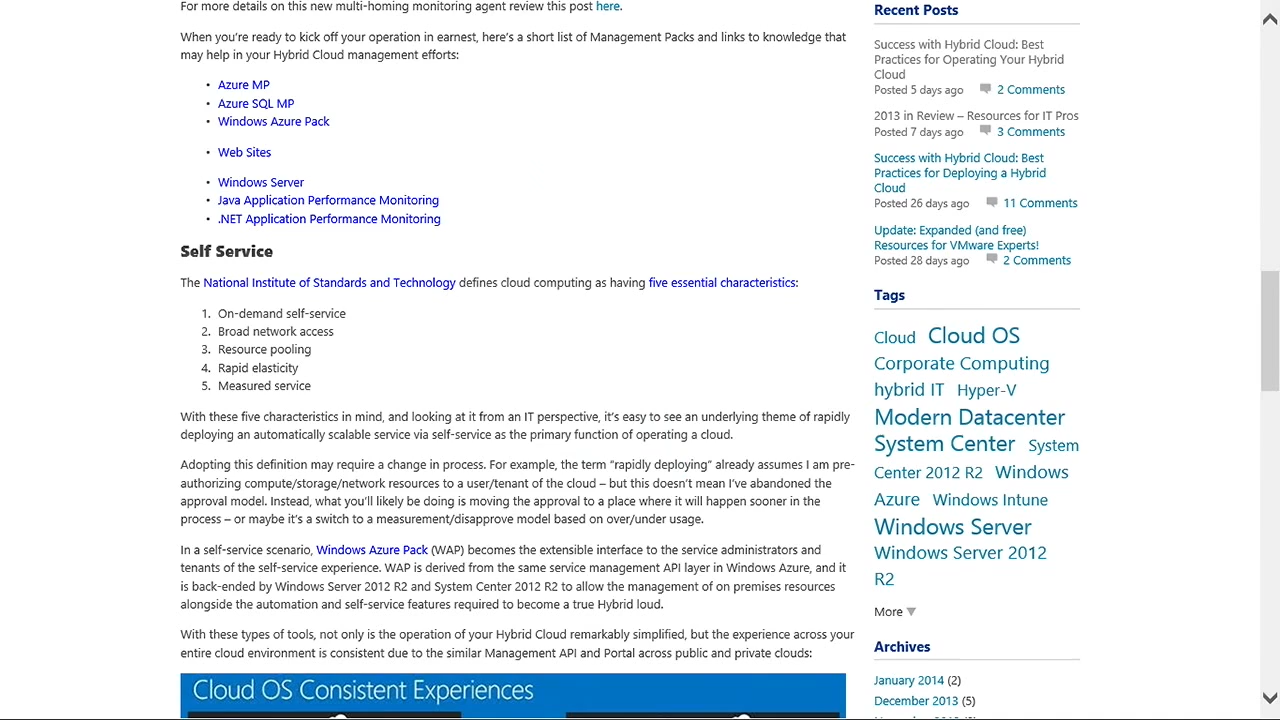 For more details on this new multi-homing monitoring agent review this post here.
When you're ready to kick off your operation in earnest, here's a short list of Management Packs and links to knowledge that
may help in your Hybrid Cloud management efforts:
• Azure MP
• Azure SQL MP
• Windows Azure Pack
• Web Sites
• Windows Server
• Java Application Performance Monitoring
• .NET Application Performance Monitoring
Self Service
The National Institute of Standards and Technology defines cloud computing as having five essential characteristics:
1. On-demand self-service
2. Broad network access
3. Resource pooling
4. Rapid elasticity
5. Measured service
With these five characteristics in mind, and looking at it from an IT perspective, it's easy to see an underlying theme of rapidly
deploying an automatically scalable service via self-service as the primary function of operating a cloud.
Adopting this definition may require a change in process. For example, the term “rapidly deploying” already assumes I am pre-
authorizing compute/storage/network resources to a user/tenant of the cloud – but this doesn't mean I've abandoned the
approval model. Instead, what you'll likely be doing is moving the approval to a place where it will happen sooner in the
process – or maybe it's a switch to a measurement/disapprove model based on over/under usage.
In a self-service scenario, Windows Azure Pack (WAP) becomes the extensible interface to the service administrators and
tenants of the self-service experience. WAP is derived from the same service management API layer in Windows Azure, and it
is back-ended by Windows Server 2012 R2 and System Center 2012 R2 to allow the management of on premises resources
alongside the automation and self-service features required to become a true Hybrid loud.
With these types of tools, not only is the operation of your Hybrid Cloud remarkably simplified, but the experience across your
entire cloud environment is consistent due to the similar Management API and Portal across public and private clouds:
Cloud OS Consistent Experiences
Recent Posts
Success with Hybrid Cloud: Best
Practices for Operating Your Hybrid
Cloud
Posted 5 days ago 2 Comments
2013 in Review – Resources for IT Pros
Posted 7 days ago 3 Comments
Success with Hybrid Cloud: Best
Practices for Deploying a Hybrid
Cloud
Posted 26 days ago 11 Comments
Update: Expanded (and free)
Resources for VMware Experts!
Posted 28 days ago 2 Comments
Tags
Cloud Cloud OS
Corporate Computing
hybrid IT Hyper-V
Modern Datacenter
System Center System
Center 2012 R2 Windows
Azure Windows Intune
Windows Server
Windows Server 2012
R2
More ▼
Archives
January 2014 (2)
December 2013 (5)